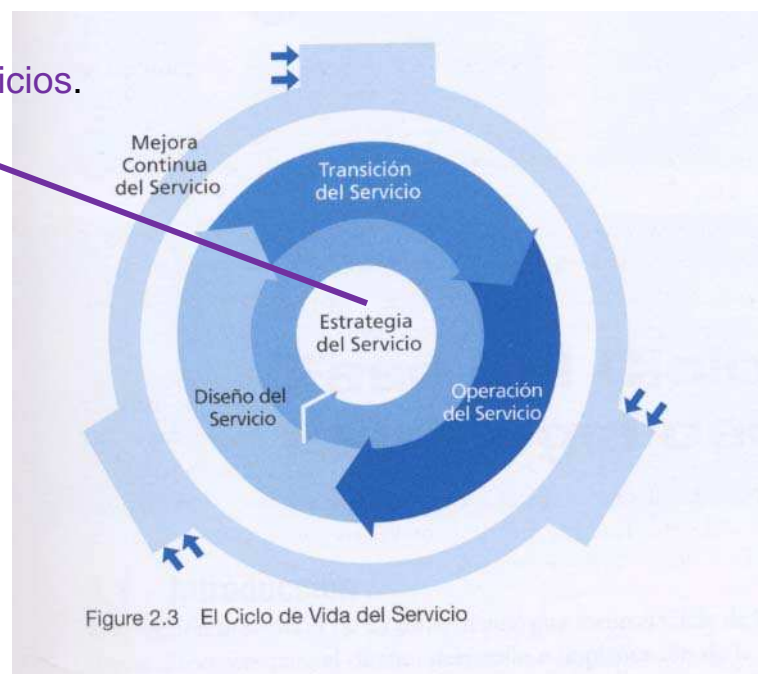 icios.
Mejora
Continua
del Servicio
Transición
del Servicio
Estrategia
del Servicio
Diseño del
Servicio
Operación
del Servicio
Figure 2.3 El Ciclo de Vida del Servicio